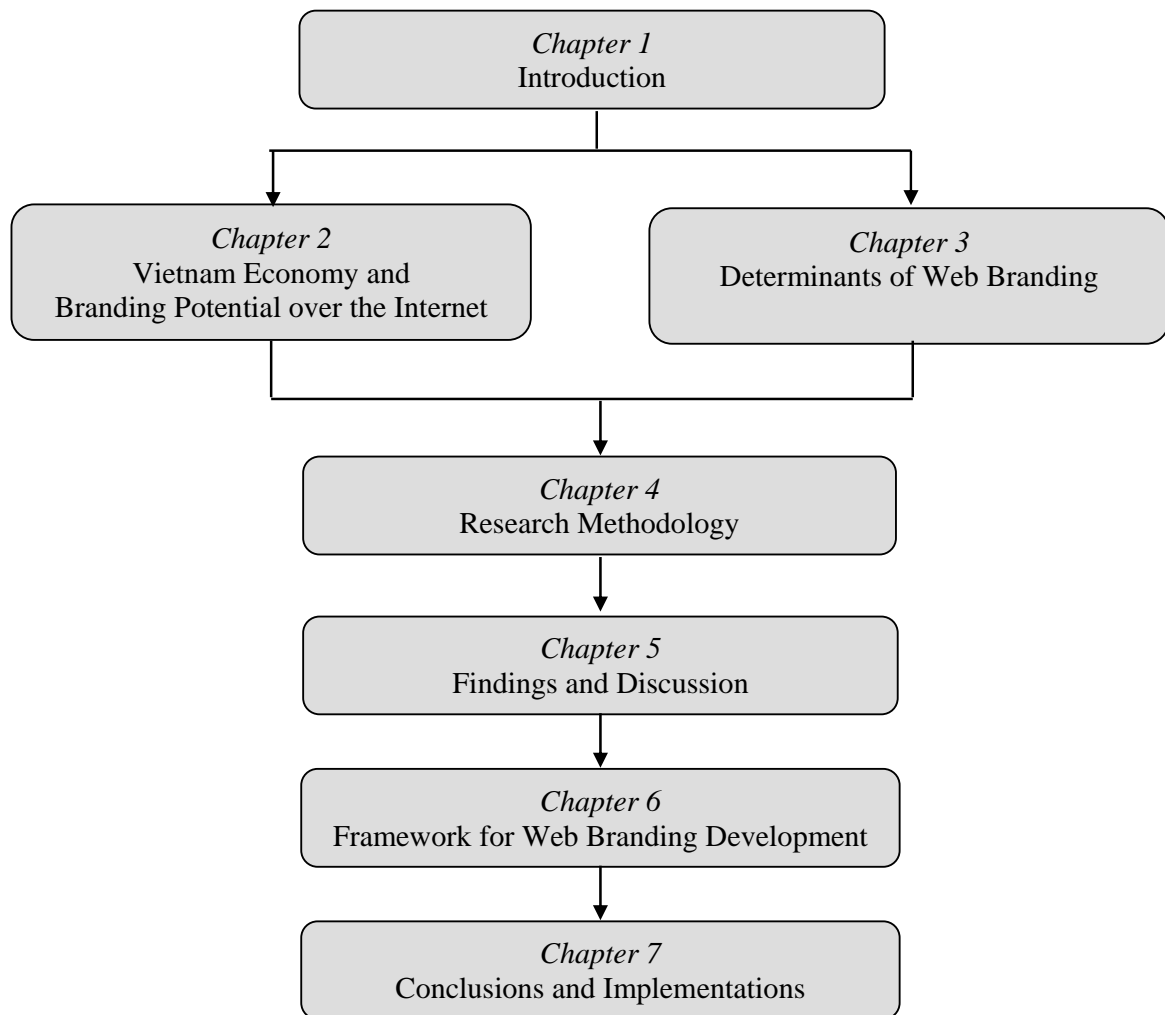 Chapter 1
Introduction
Chapter 2
Vietnam Economy and
Branding Potential over the Internet
Chapter 3
Determinants of Web Branding
Chapter 4
Research Methodology
Chapter 5
Findings and Discussion
Chapter 6
Framework for Web Branding Development
Chapter 7
Conclusions and Implementations